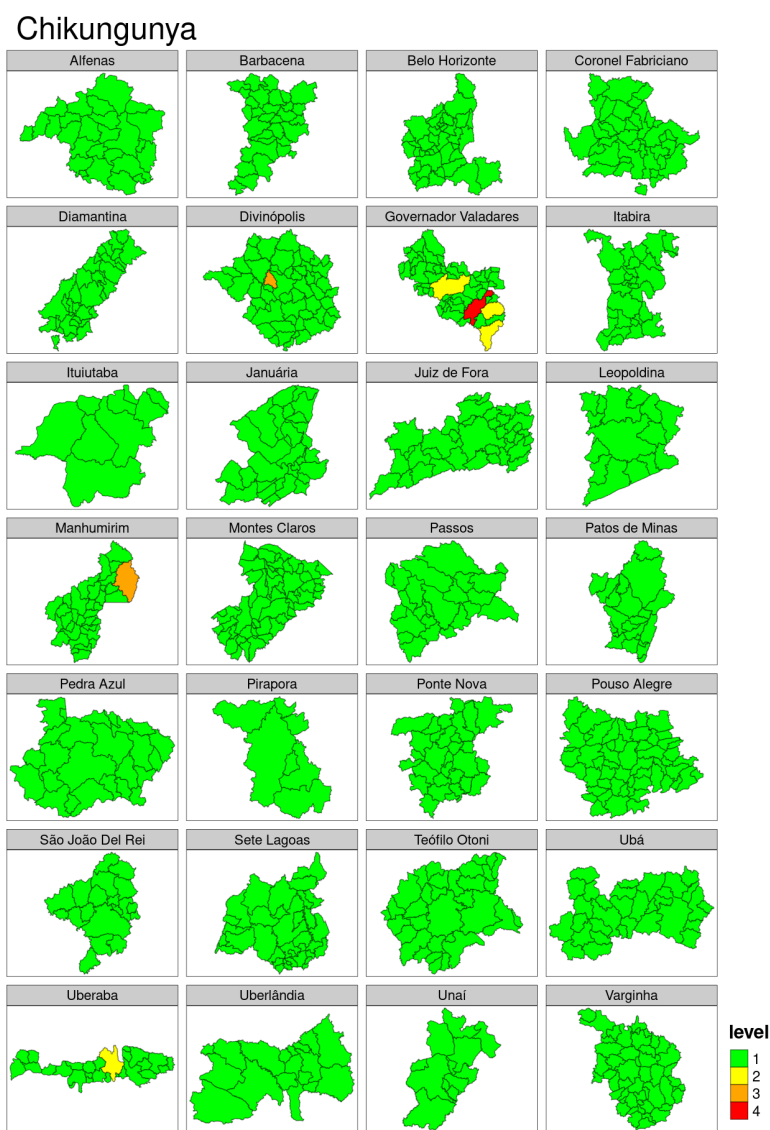 Chikungunya
Alfenas
Barbacena
Belo Horizonte
Coronel Fabriciano
Diamantina
Divinópolis
Governador Valadares
Itabira
Ituiutaba
Januária
Juiz de Fora
Leopoldina
Manhumirim
Montes Claros
Passos
Patos de Minas
Pedra Azul
Pirapora
Ponte Nova
Pouso Alegre
São João Del Rei
Sete Lagoas
Teófilo Otoni
Ubá
Uberaba
Uberlândia
Unaí
Varginha
level
1
2
3
4